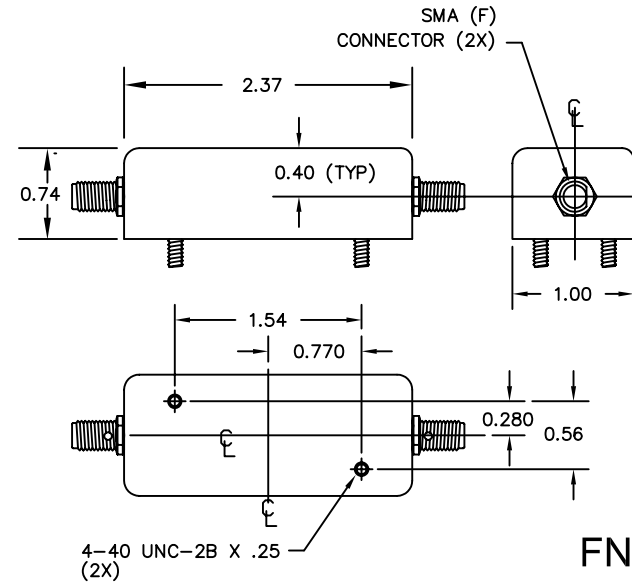 SMA (F)
CONNECTOR (2X)
2.37
0.40 (TYP)
0.74
1.00
1.54
0.770
0.280
0.56
4-40 UNC-2B X .25
(2X)
FN